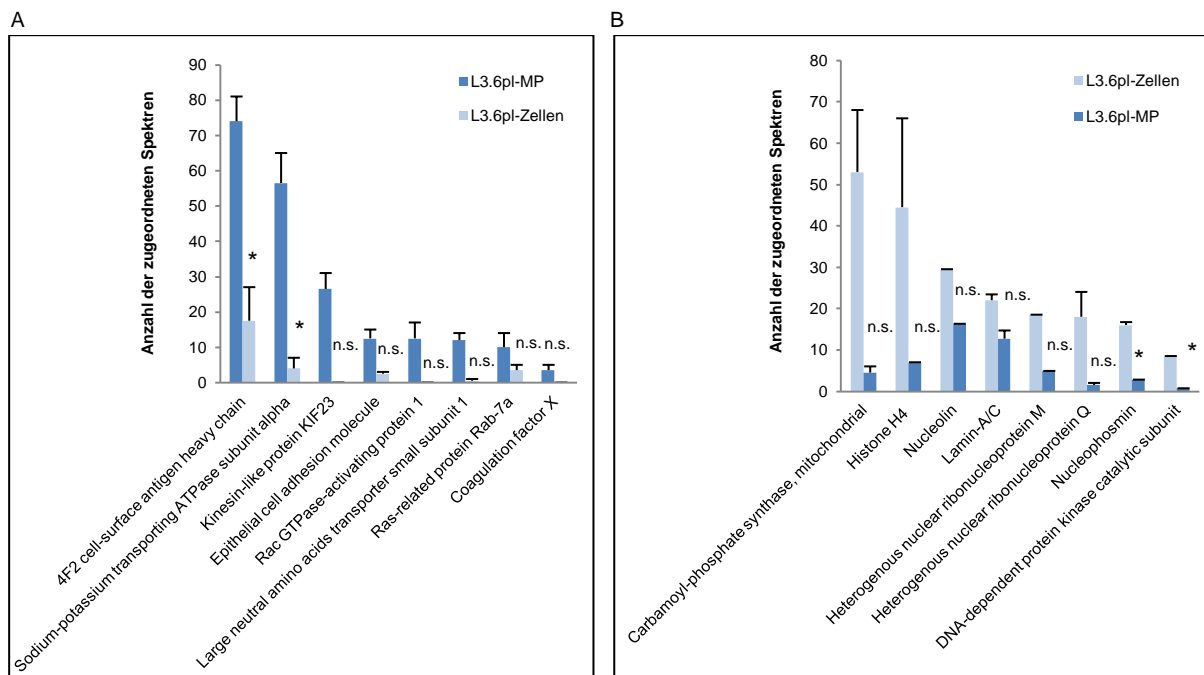 A
Anzahl der zugeordneten Spektren
90
80
70
60
50
40
30
20
10
0
L3.6pl-MP
L3.6pl-Zellen
*
*
n.s.
n.s.
n.s.
n.s.
n.s.
n.s.
4F2 cell-surface antigen heavy chain
Sodium-potassium transporting ATPase subunit alpha
Kinesin-like protein KIF23
Epithelial cell adhesion molecule
Rac GTPase-activating protein 1
Large neutral amino acids transporter small subunit 1
Ras-related protein Rab-7a
Coagulation factor X
B
Anzahl der zugeordneten Spektren
80
70
60
50
40
30
20
10
0
L3.6pl-Zellen
L3.6pl-MP
n.s.
n.s.
n.s.
n.s.
n.s.
n.s.
*
*
Carbamoyl-phosphate synthase, mitochondrial
Histone H4
Nucleolin
Lamin-A/C
Heterogenous nuclear ribonucleoprotein M
Heterogenous nuclear ribonucleoprotein Q
Nucleophosmin
DNA-dependent protein kinase catalytic subunit